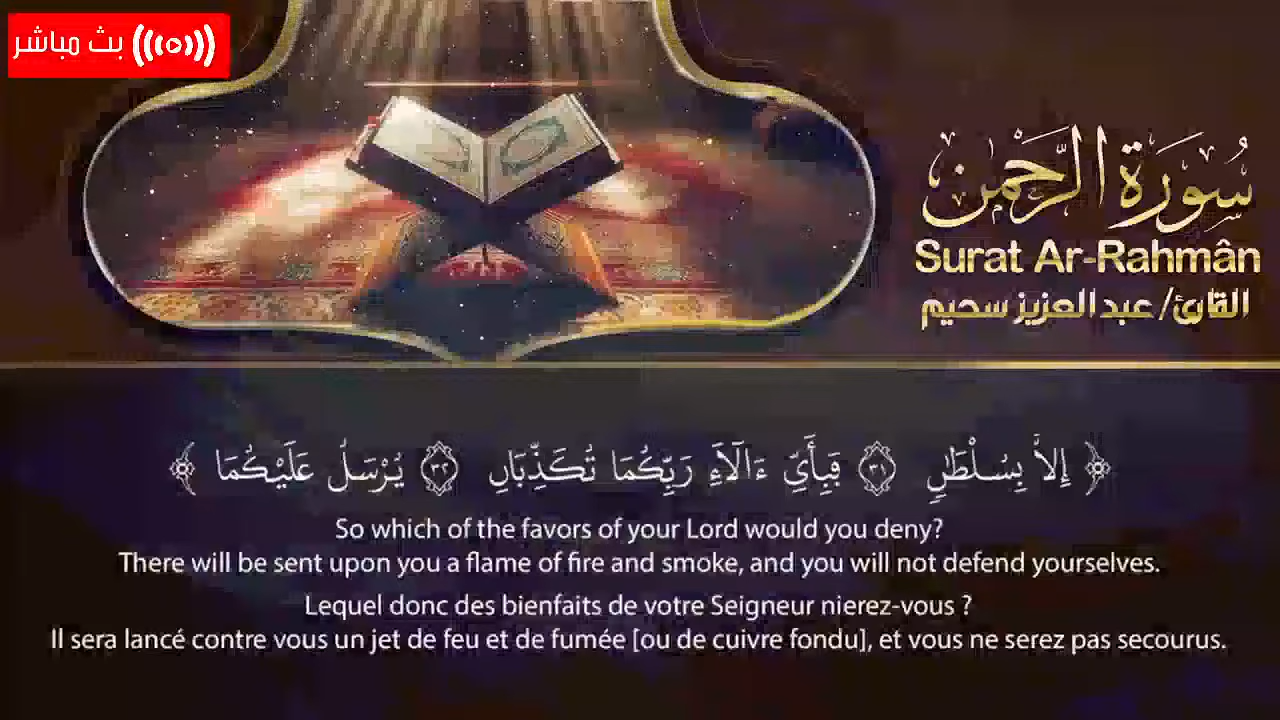 بث مباشر
سُورَةُ الرَّحْمَٰن
Surat Ar-Rahmân
القارئ/ عبد العزيز سحيم
﴿ إِلَّا بِسُلْطَانٍ ٣١ فَبِأَيِّ ءَالَآءِ رَبِّكُمَا تُكَذِّبَانِ ٣٢ يُرْسَلُ عَلَيْكُمَا ﴾
So which of the favors of your Lord would you deny?
There will be sent upon you a flame of fire and smoke, and you will not defend yourselves.
Lequel donc des bienfaits de votre Seigneur nierez-vous ?
Il sera lancé contre vous un jet de feu et de fumée [ou de cuivre fondu], et vous ne serez pas secourus.